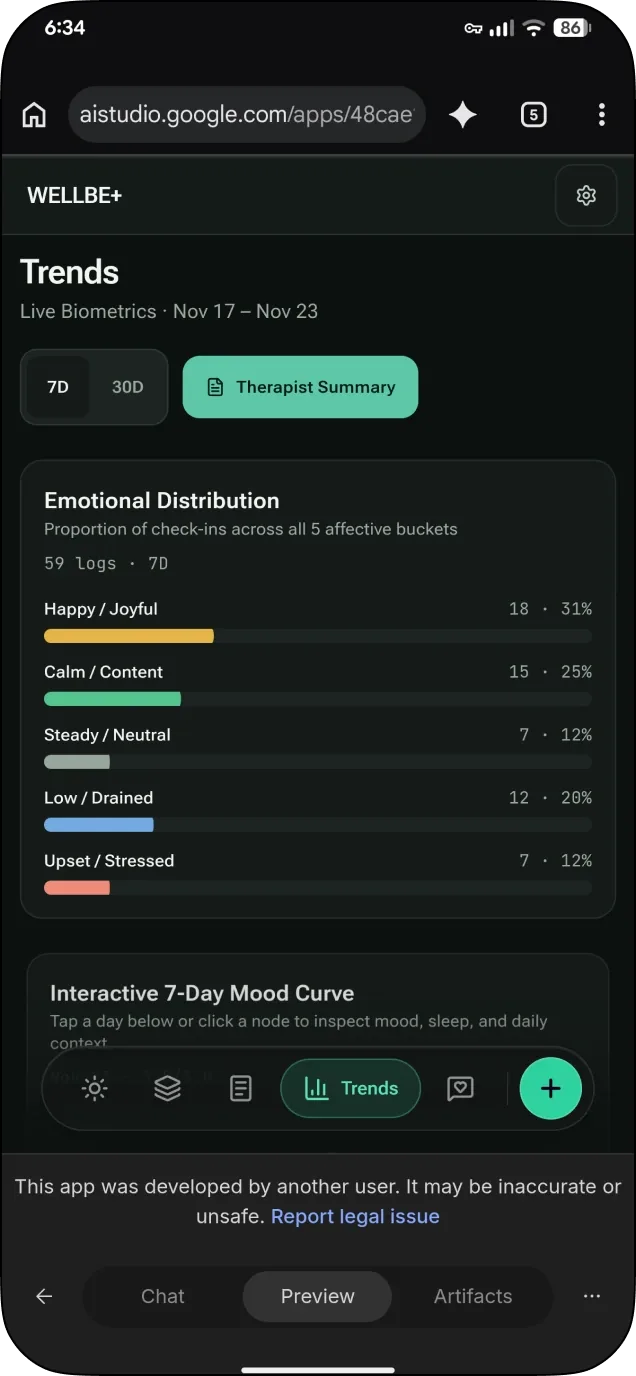 6:34
86
aistudio.google.com/apps/48cae
5
WELLBE+
Trends
Live Biometrics · Nov 17 – Nov 23
7D
30D
Therapist Summary
Emotional Distribution
Proportion of check-ins across all 5 affective buckets
59 logs · 7D
Happy / Joyful
18 · 31%
Calm / Content
15 · 25%
Steady / Neutral
7 · 12%
Low / Drained
12 · 20%
Upset / Stressed
7 · 12%
Interactive 7-Day Mood Curve
Tap a day below or click a node to inspect mood, sleep, and daily
context
Trends
This app was developed by another user. It may be inaccurate or
unsafe. Report legal issue
Chat
Preview
Artifacts